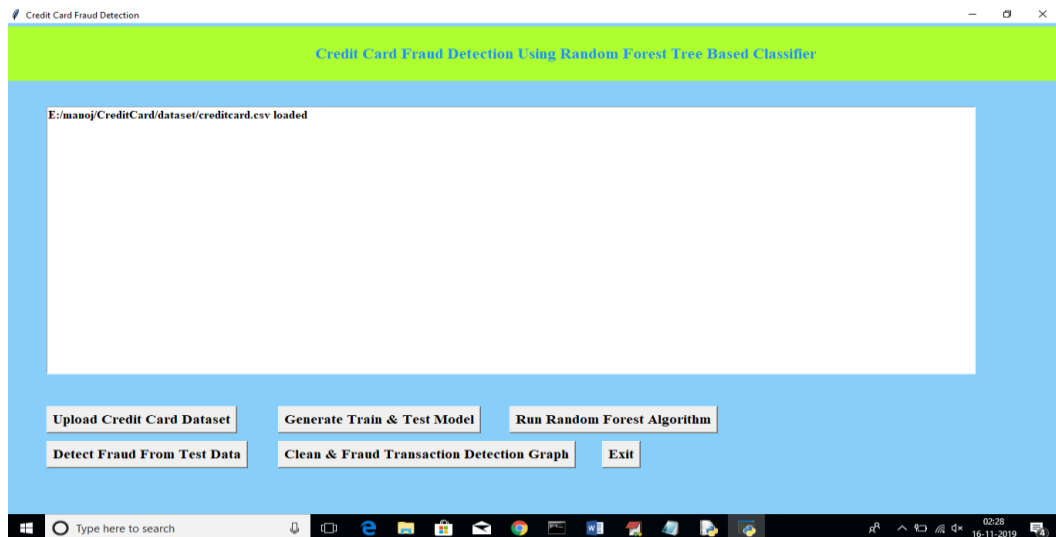 Credit Card Fraud Detection
Credit Card Fraud Detection Using Random Forest Tree Based Classifier
E:/manoj/CreditCard/dataset/creditcard.csv loaded
Upload Credit Card Dataset Generate Train & Test Model Run Random Forest Algorithm
Detect Fraud From Test Data Clean & Fraud Transaction Detection Graph Exit
Type here to search
02:28
16-11-2019
4